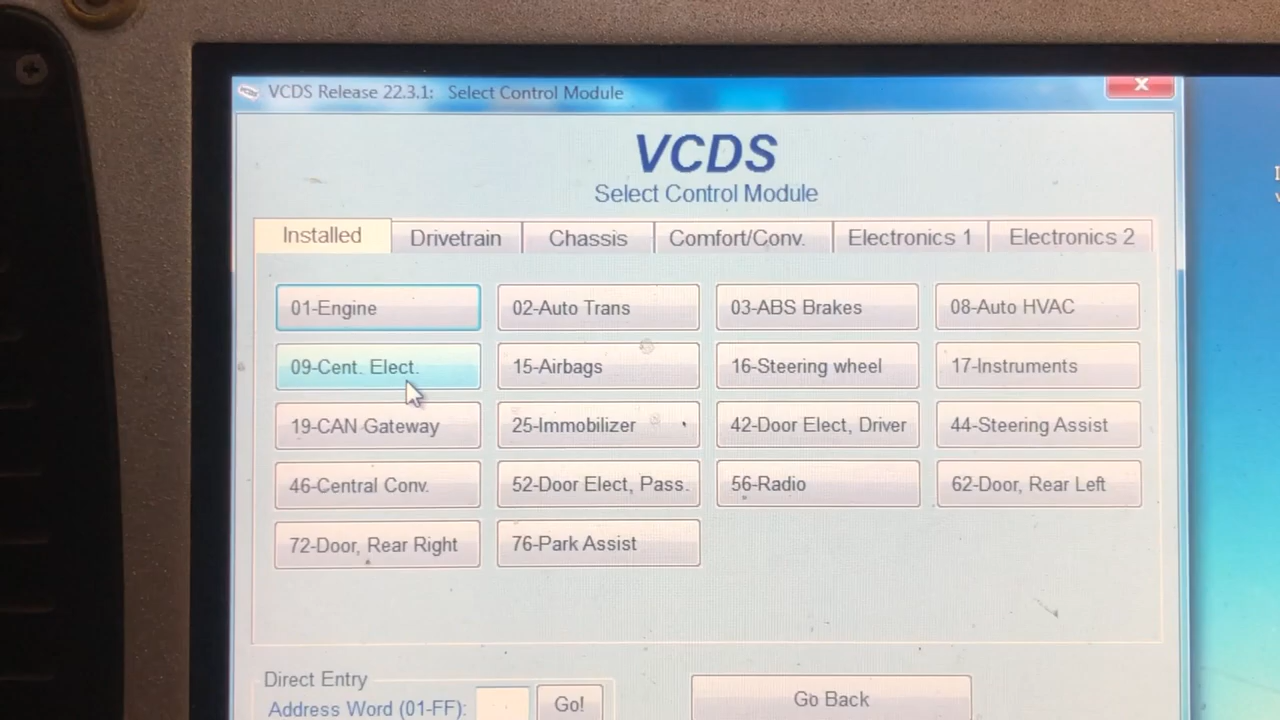 VCDS Release 22.3.1: Select Control Module
VCDS
Select Control Module
Installed Drivetrain Chassis Comfort/Conv. Electronics 1 Electronics 2
01-Engine 02-Auto Trans 03-ABS Brakes 08-Auto HVAC
09-Cent. Elect. 15-Airbags 16-Steering wheel 17-Instruments
19-CAN Gateway 25-Immobilizer 42-Door Elect, Driver 44-Steering Assist
46-Central Conv. 52-Door Elect, Pass. 56-Radio 62-Door, Rear Left
72-Door, Rear Right 76-Park Assist
Direct Entry
Address Word (01-FF): Go! Go Back